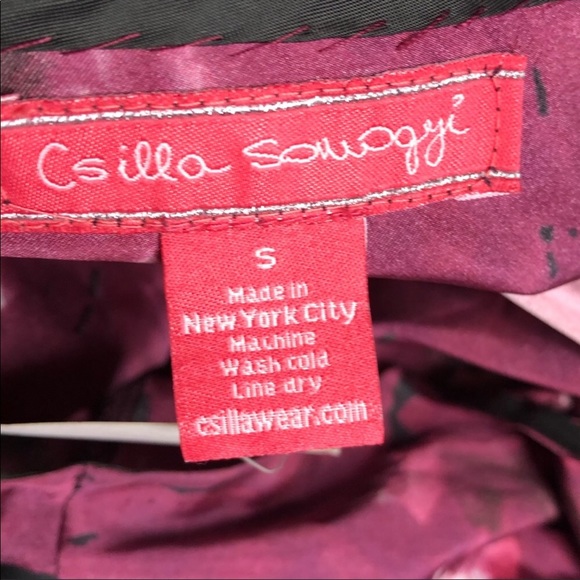 Csilla Somogyi
S
Made in
New York City
Machine
Wash cold
Line dry
csillawear.com